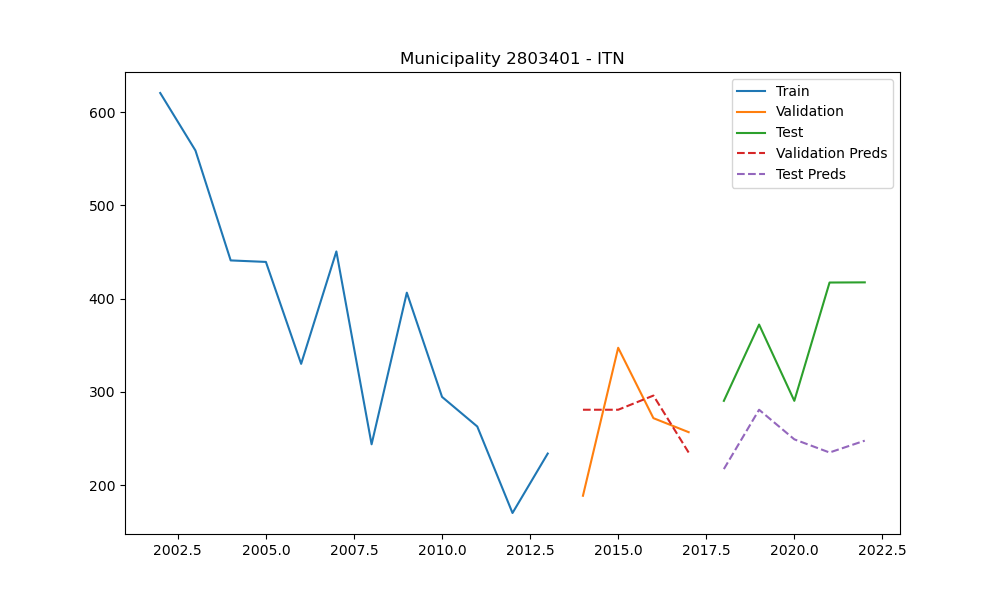 Municipality 2803401 - ITN
Train
Validation
Test
Validation Preds
Test Preds
600
500
400
300
200
2002.5 2005.0 2007.5 2010.0 2012.5 2015.0 2017.5 2020.0 2022.5